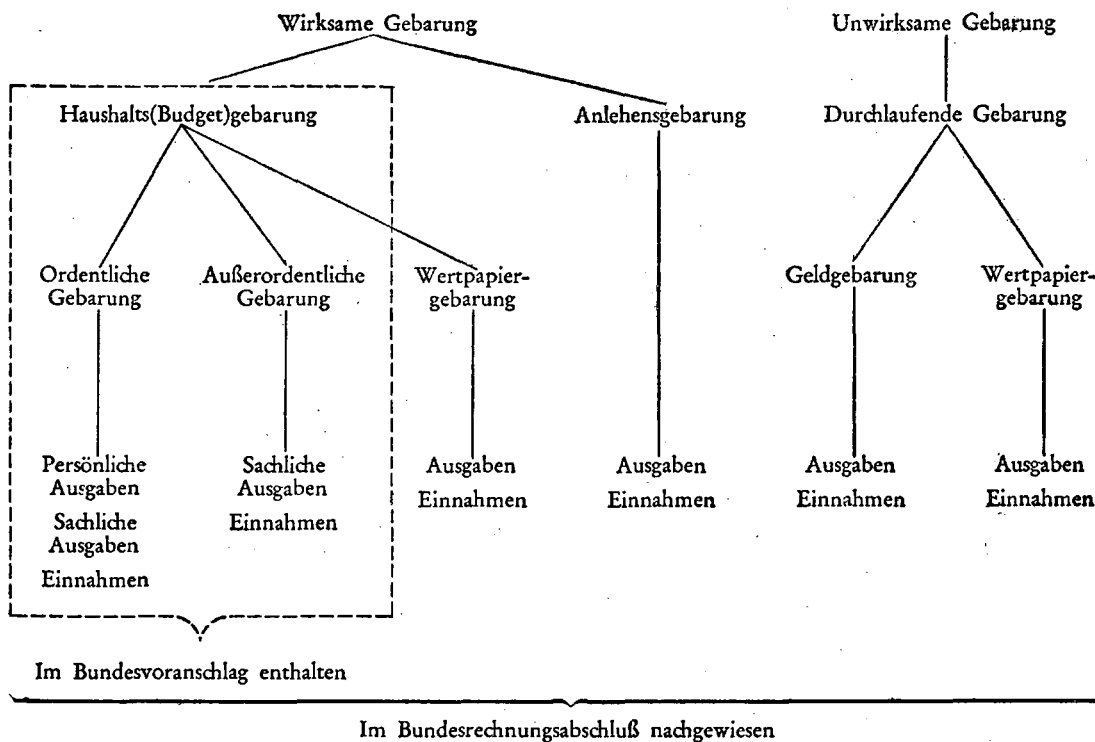 Wirksame Gebarung
Unwirksame Gebarung
Haushalts(Budget)gebarung
Anlehensgebarung
Durchlaufende Gebarung
Ordentliche
Gebarung
Außerordentliche
Gebarung
Wertpapier-
gebarung
Geldgebarung
Wertpapier-
gebarung
Persönliche
Ausgaben
Sachliche
Ausgaben
Einnahmen
Sachliche
Ausgaben
Einnahmen
Ausgaben
Einnahmen
Ausgaben
Einnahmen
Ausgaben
Einnahmen
Ausgaben
Einnahmen
Im Bundesvoranschlag enthalten
Im Bundesrechnungsabschluß nachgewiesen